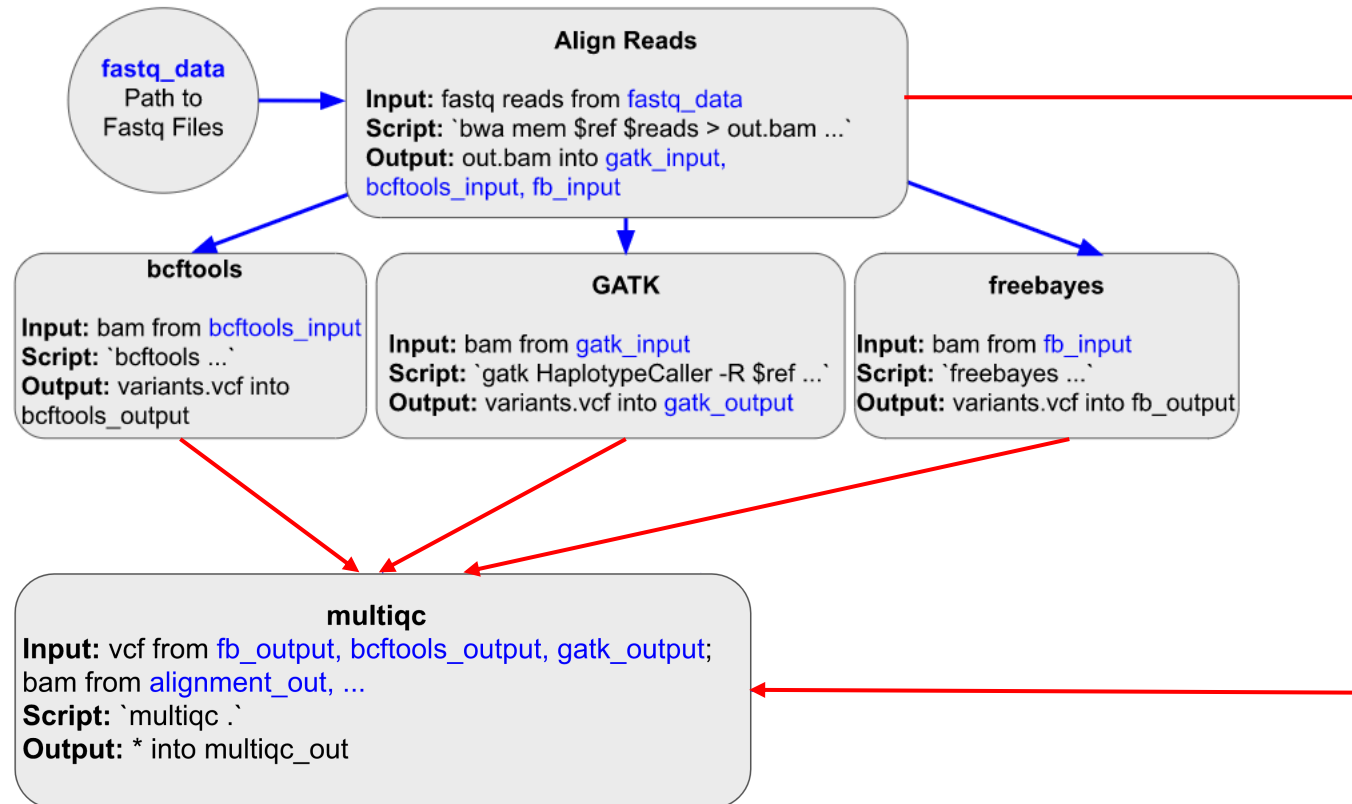 fastq_data
Path to
Fastq Files
Align Reads
Input: fastq reads from fastq_data
Script: `bwa mem $ref $reads > out.bam ...`
Output: out.bam into gatk_input,
bcftools_input, fb_input
bcftools
Input: bam from bcftools_input
Script: `bcftools ...`
Output: variants.vcf into
bcftools_output
GATK
Input: bam from gatk_input
Script: `gatk HaplotypeCaller -R $ref ...`
Output: variants.vcf into gatk_output
freebayes
Input: bam from fb_input
Script: `freebayes ...`
Output: variants.vcf into fb_output
multiqc
Input: vcf from fb_output, bcftools_output, gatk_output;
bam from alignment_out, ...
Script: `multiqc .`
Output: * into multiqc_out